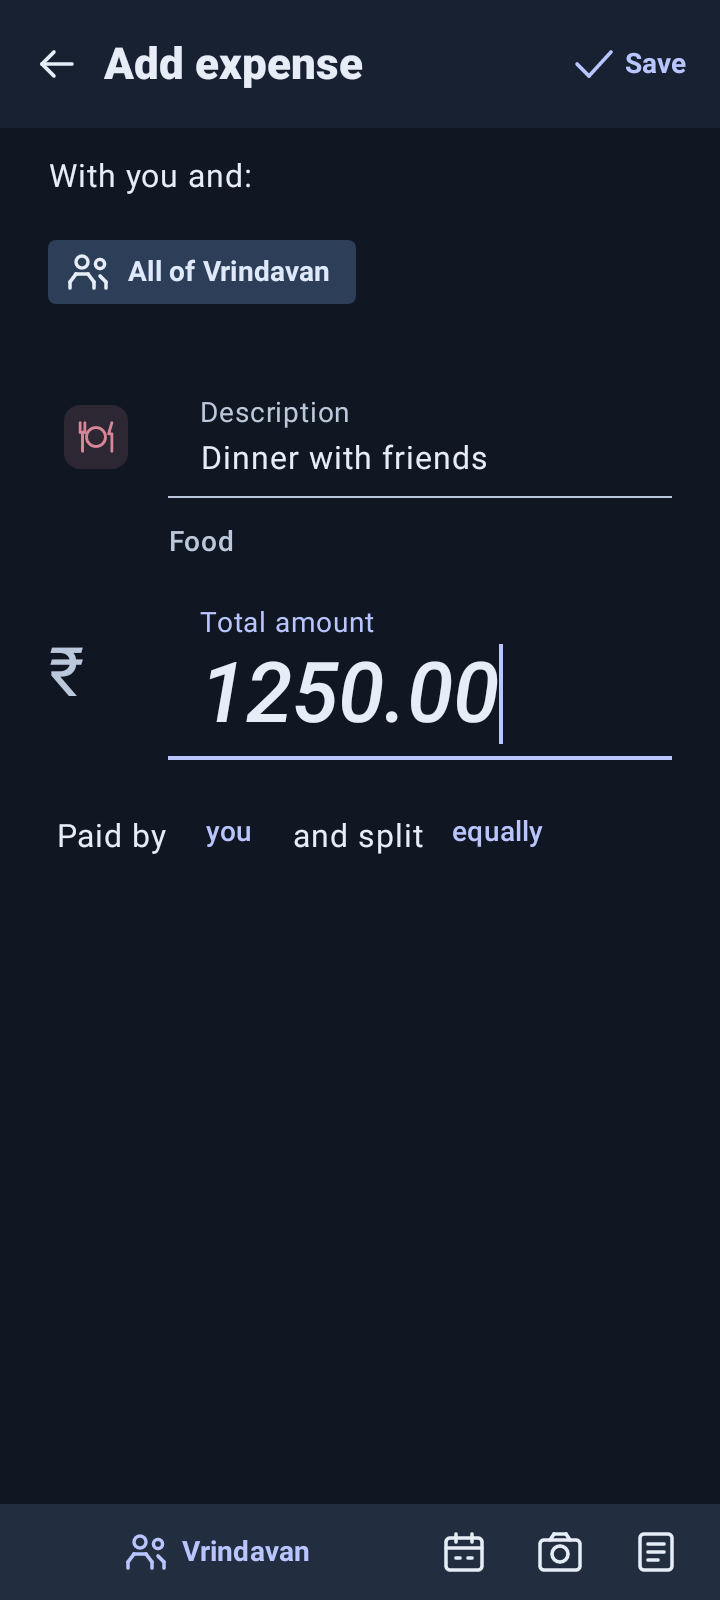 Add expense
Save
With you and:
All of Vrindavan
Description
Dinner with friends
Food
Total amount
₹ 1250.00
Paid by you and split equally
Vrindavan